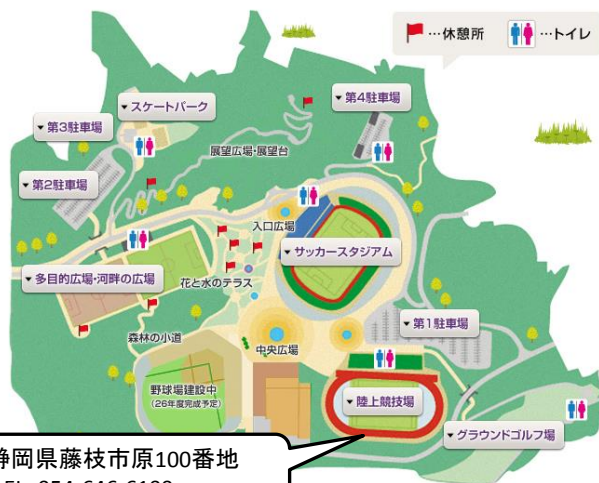 …休憩所
…トイレ
スケートパーク
第4駐車場
第3駐車場
展望広場・展望台
第2駐車場
入口広場
サッカースタジアム
多目的広場・河畔の広場
花と水のテラス
第1駐車場
森林の小道
中央広場
野球場建設中
(26年度完成予定)
陸上競技場
グラウンドゴルフ場
静岡県藤枝市原100番地